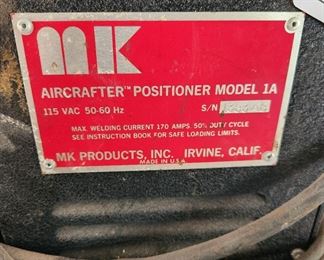 MK
AIRCRAFTER™ POSITIONER MODEL 1A
115 VAC 50-60 Hz S/N
MAX. WELDING CURRENT 170 AMPS. 50% DUTY CYCLE
SEE INSTRUCTION BOOK FOR SAFE LOADING LIMITS.
MK PRODUCTS, INC. IRVINE, CALIF.
MADE IN U.S.A.